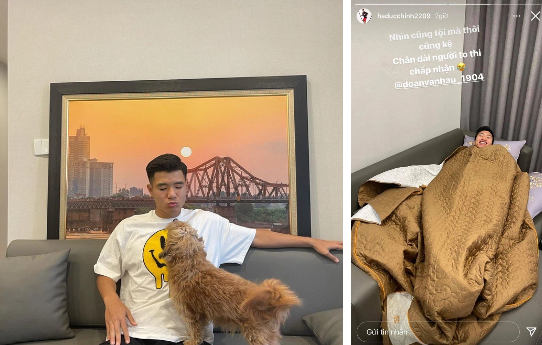 haducchinh2209 7giờ
Nhìn cũng tội mà thôi
cũng kệ
Chân dài người to thì
chấp nhận 😂
@doanvanhau_1904
Gửi tin nhắn...